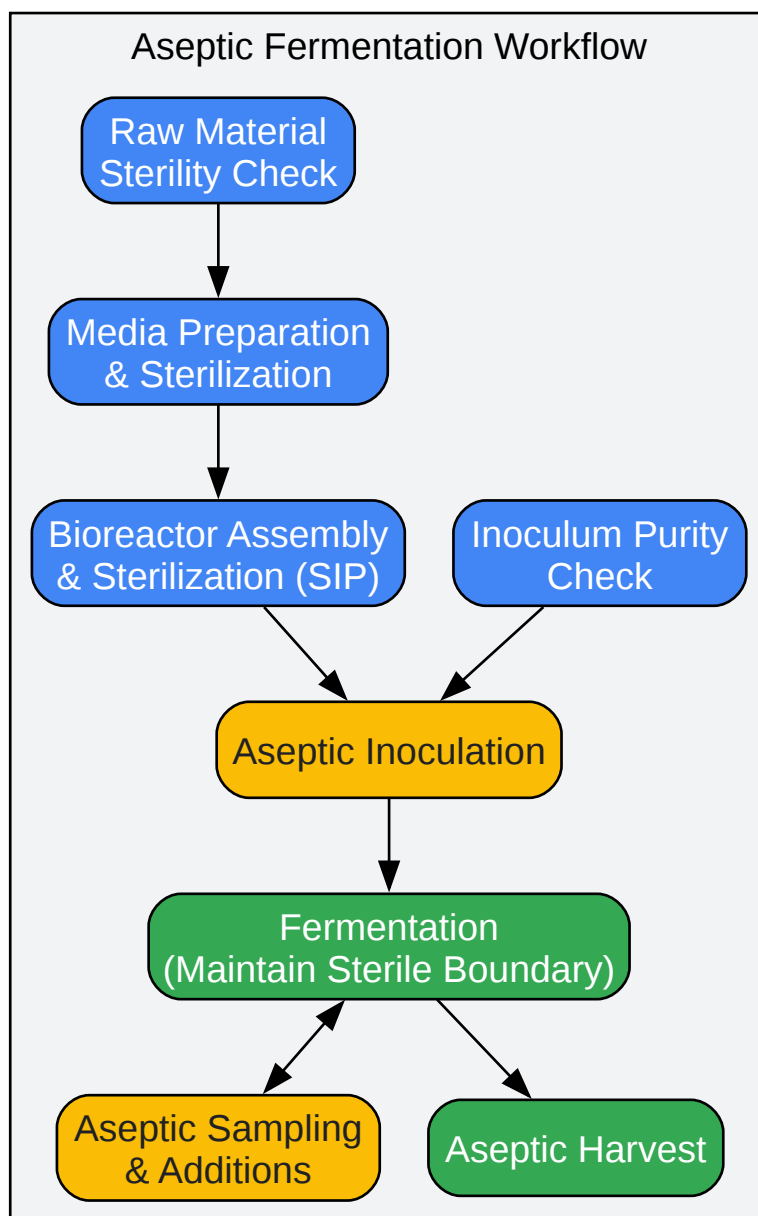 Aseptic Fermentation Workflow
Raw Material
Sterility Check
Media Preparation
& Sterilization
Bioreactor Assembly
& Sterilization (SIP)
Inoculum Purity
Check
Aseptic Inoculation
Fermentation
(Maintain Sterile Boundary)
Aseptic Sampling
& Additions
Aseptic Harvest